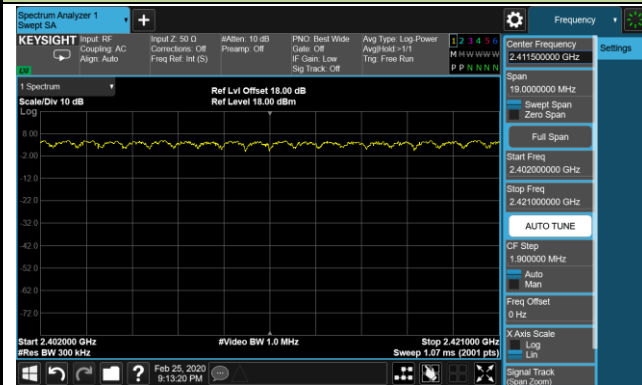 Spectrum Analyzer 1
Swept SA
Frequency
KEYSIGHT
Input: RF
Coupling: AC
Align: Auto
Input Z: 50 Ω
Corrections: Off
Freq Ref: Int (S)
#Atten: 10 dB
Preamp: Off
PNO: Best Wide
Gate: Off
IF Gain: Low
Sig Track: Off
Avg Type: Log-Power
Avg|Hold:>1/1
Trig: Free Run
1 2 3 4 5 6
M W W W W W
P P N N N N
1 Spectrum
Scale/Div 10 dB
Ref Lvl Offset 18.00 dB
Ref Level 18.00 dBm
Log
8.00
-2.00
-12.0
-22.0
-32.0
-42.0
-52.0
-62.0
-72.0
Start 2.402000 GHz
#Res BW 300 kHz
#Video BW 1.0 MHz
Stop 2.421000 GHz
Sweep 1.07 ms (2001 pts)
Feb 25, 2020
9:13:20 PM
Center Frequency
2.411500000 GHz
Span
19.0000000 MHz
Swept Span
Zero Span
Full Span
Start Freq
2.402000000 GHz
Stop Freq
2.421000000 GHz
AUTO TUNE
CF Step
1.900000 MHz
Auto
Man
Freq Offset
0 Hz
X Axis Scale
Log
Lin
Signal Track
(Span Zoom)
Settings